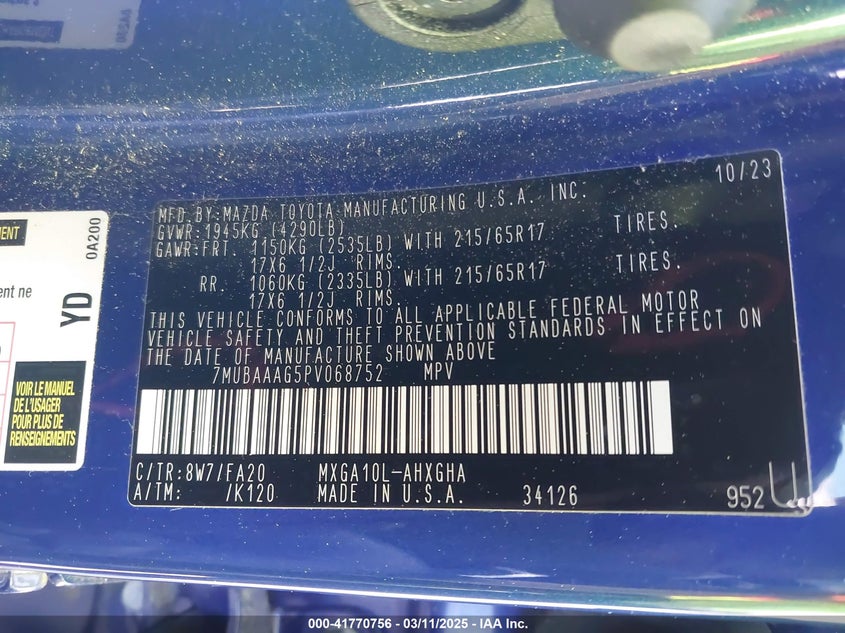 10/23
MFD.BY:MAZDA TOYOTA MANUFACTURING U.S.A. INC.
GVWR:1945KG (4290LB)
GAWR:FRT. 1150KG (2535LB) WITH 215/65R17 TIRES.
17X6 1/2J RIMS.
RR. 1060KG (2335LB) WITH 215/65R17 TIRES.
17X6 1/2J RIMS.
THIS VEHICLE CONFORMS TO ALL APPLICABLE FEDERAL MOTOR
VEHICLE SAFETY AND THEFT PREVENTION STANDARDS IN EFFECT ON
THE DATE OF MANUFACTURE SHOWN ABOVE
7MUBAAAG5PV068752 MPV
C/TR:8W7/FA20 MXGA10L-AHXGHA
A/TM: /K120 MADE IN U.S.A. 34126 952
0A200
YD
ent ne
VOIR LE MANUEL
DE L'USAGER
POUR PLUS DE
RENSEIGNEMENTS
000-41770756 - 03/11/2025 - IAA Inc.